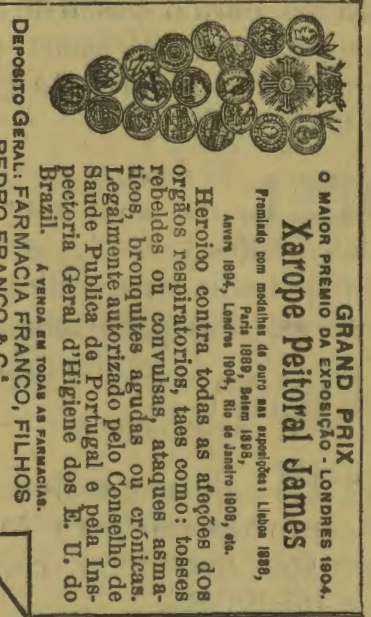 GRAND PRIX
O MAIOR PREMIO DA EXPOSIÇÃO - LONDRES 1904.
Xarope Peitoral James
Premiado com medalhas de ouro nas exposições: Lisboa 1888,
Paris 1889, Belem 1893,
Anvers 1894, Londres 1904, Rio de Janeiro 1908, etc.
Heroico contra todas as afeções dos
orgãos respiratorios, taes como: tosses
rebeldes ou convulsas, ataques asma-
ticos, bronquites agudas ou crónicas.
Legalmente autorizado pelo Conselho de
Saude Publica de Portugal e pela Ins-
pectoria Geral d'Higiene dos E. U. do
Brazil. Á VENDA EM TODAS AS FARMACIAS.
DEPOSITO GERAL: FARMACIA FRANCO, FILHOS
PEDRO FRANCO & C.ª